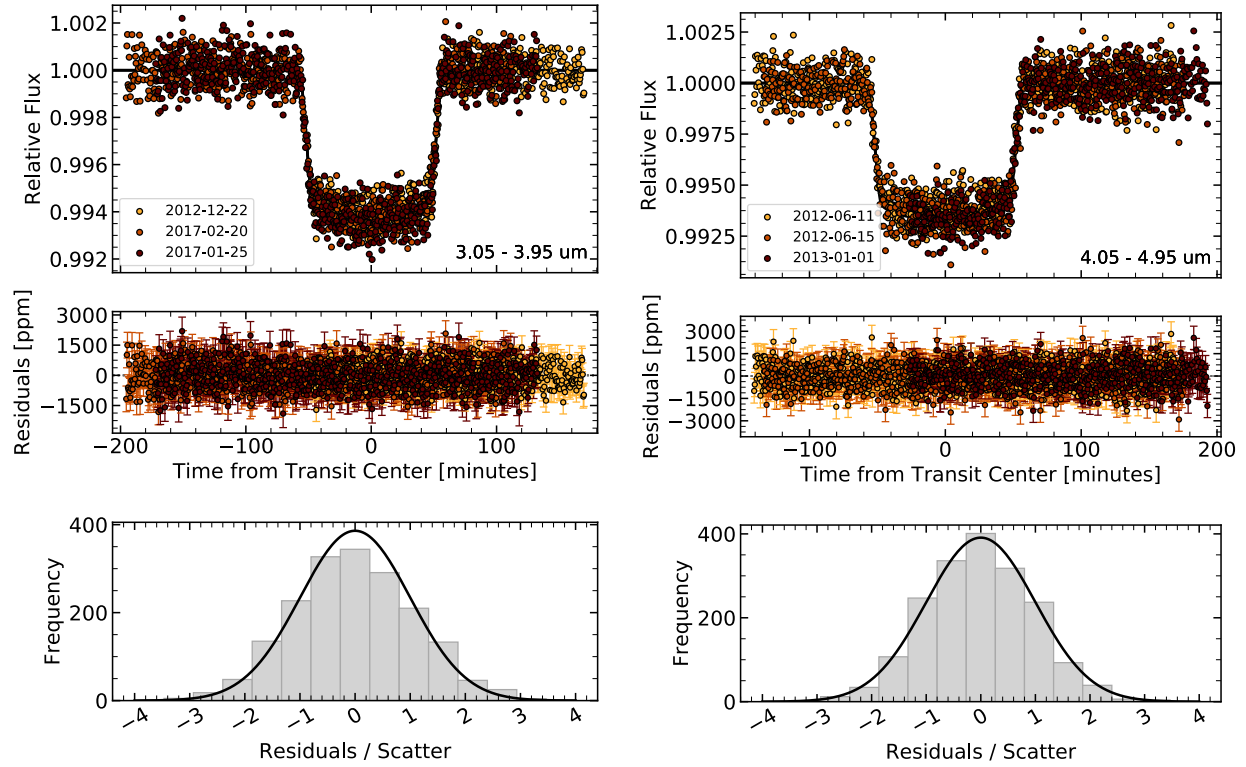 1.002
1.000
0.998
0.996
0.994
0.992
Relative Flux
2012-12-22
2017-02-20
2017-01-25
3.05 - 3.95 um
3000
1500
0
−1500
Residuals [ppm]
−200 −100 0 100
Time from Transit Center [minutes]
400
200
0
Frequency
−4 −3 −2 −1 0 1 2 3 4
Residuals / Scatter
1.0025
1.0000
0.9975
0.9950
0.9925
Relative Flux
2012-06-11
2012-06-15
2013-01-01
4.05 - 4.95 um
3000
1500
0
−1500
−3000
Residuals [ppm]
−100 0 100 200
Time from Transit Center [minutes]
400
200
0
Frequency
−4 −3 −2 −1 0 1 2 3 4
Residuals / Scatter